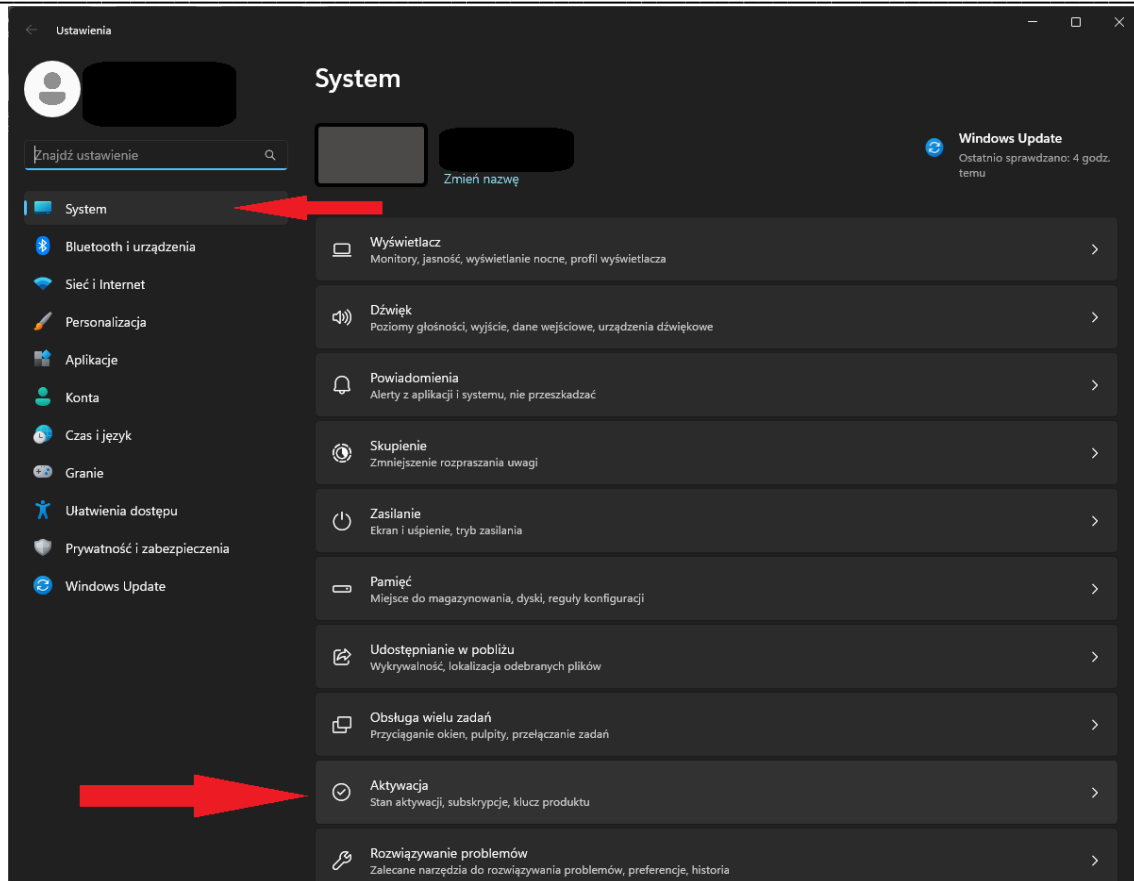 Ustawienia
System
Znajdź ustawienie
Zmień nazwę
Windows Update
Ostatnio sprawdzano: 4 godz.
temu
System
Bluetooth i urządzenia
Sieć i Internet
Personalizacja
Aplikacje
Konta
Czas i język
Granie
Ułatwienia dostępu
Prywatność i zabezpieczenia
Windows Update
Wyświetlacz
Monitory, jasność, wyświetlanie nocne, profil wyświetlacza
Dźwięk
Poziomy głośności, wyjście, dane wejściowe, urządzenia dźwiękowe
Powiadomienia
Alerty z aplikacji i systemu, nie przeszkadzać
Skupienie
Zmniejszenie rozpraszania uwagi
Zasilanie
Ekran i uśpienie, tryb zasilania
Pamięć
Miejsce do magazynowania, dyski, reguły konfiguracji
Udostępnianie w pobliżu
Wykrywalność, lokalizacja odebranych plików
Obsługa wielu zadań
Przyciąganie okien, pulpity, przełączanie zadań
Aktywacja
Stan aktywacji, subskrypcje, klucz produktu
Rozwiązywanie problemów
Zalecane narzędzia do rozwiązywania problemów, preferencje, historia